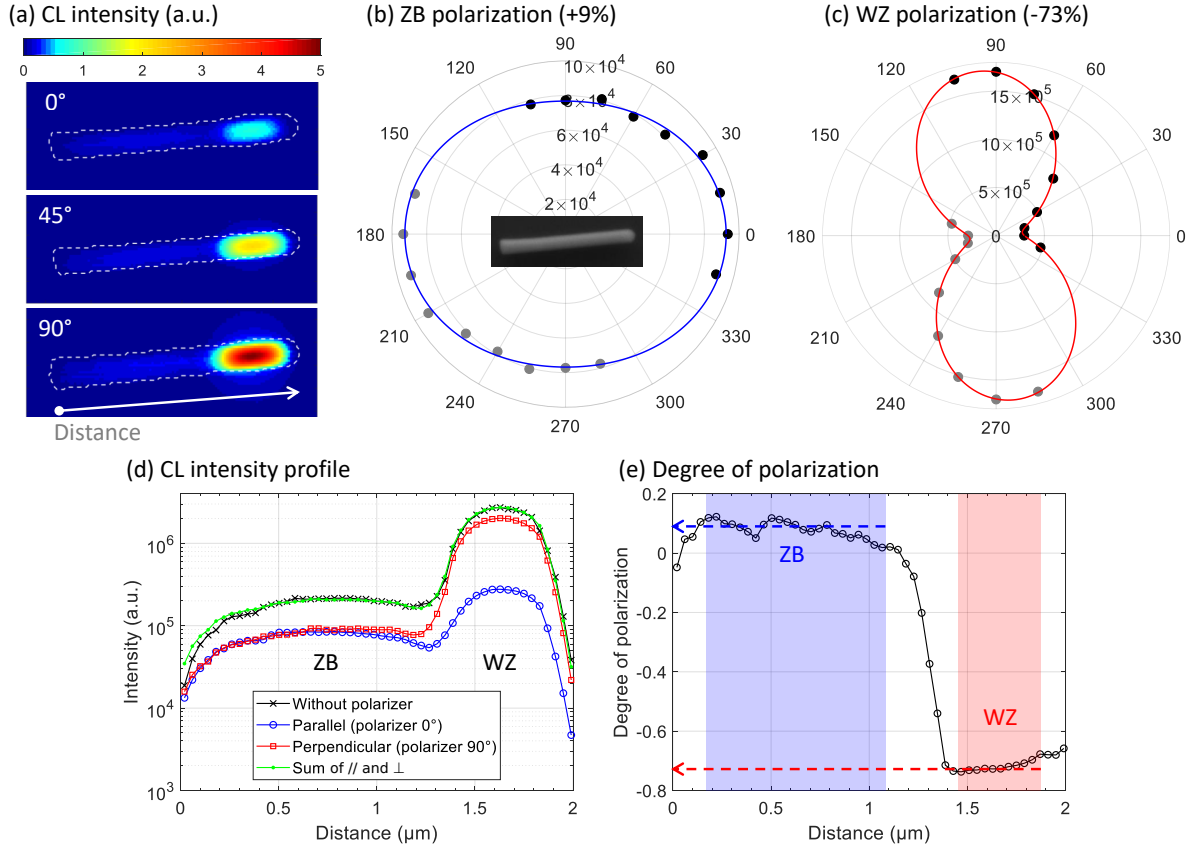 (a) CL intensity (a.u.)
0 1 2 3 4 5
0°
45°
90°
Distance
(b) ZB polarization (+9%)
90
120 60
150 30
180 0
210 330
240 300
270
10×10⁴
8×10⁴
6×10⁴
4×10⁴
2×10⁴
(c) WZ polarization (-73%)
90
120 60
150 30
180 0
210 330
240 300
270
15×10⁵
10×10⁵
5×10⁵
0
(d) CL intensity profile
Intensity (a.u.)
10⁶
10⁵
10⁴
10³
ZB
WZ
Without polarizer
Parallel (polarizer 0°)
Perpendicular (polarizer 90°)
Sum of // and ⊥
0 0.5 1 1.5 2
Distance (μm)
(e) Degree of polarization
Degree of polarization
0.2
0
-0.2
-0.4
-0.6
-0.8
ZB
WZ
0 0.5 1 1.5 2
Distance (μm)